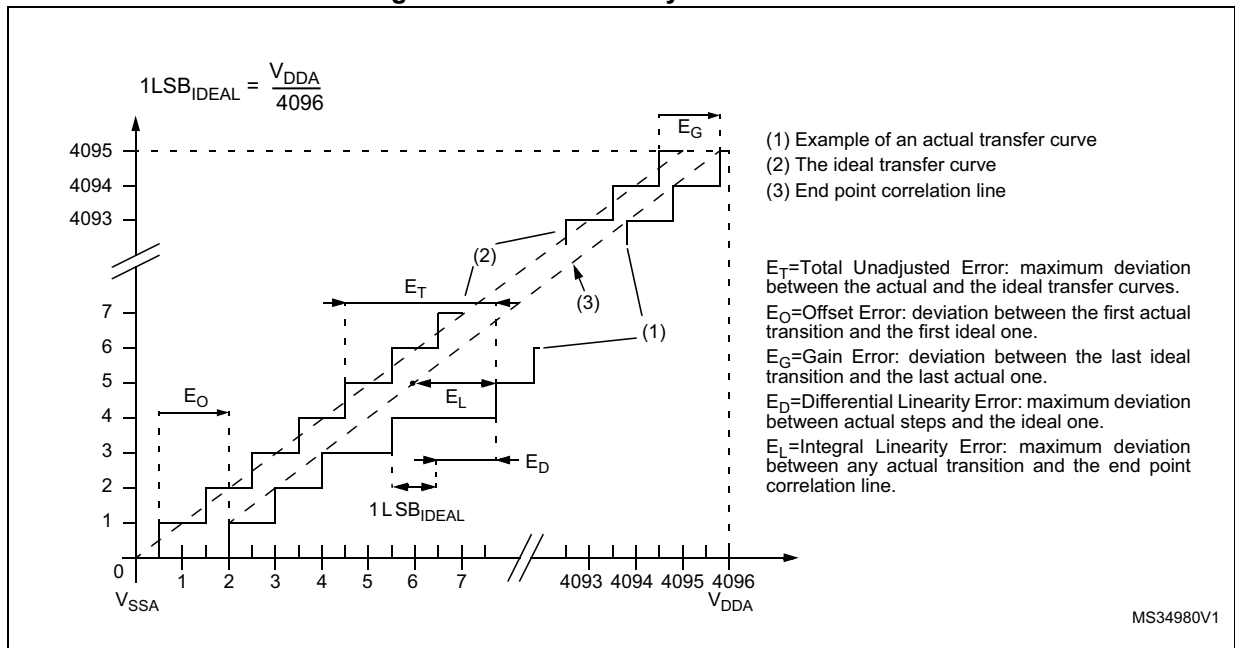 1LSB_IDEAL = V_DDA
4096
E_G
4095
4094
4093
(1) Example of an actual transfer curve
(2) The ideal transfer curve
(3) End point correlation line
(2)
E_T
(3)
(1)
7
6
5
4
3
2
1
0
E_O
E_L
E_D
1 L SB_IDEAL
E_T=Total Unadjusted Error: maximum deviation
between the actual and the ideal transfer curves.
E_O=Offset Error: deviation between the first actual
transition and the first ideal one.
E_G=Gain Error: deviation between the last ideal
transition and the last actual one.
E_D=Differential Linearity Error: maximum deviation
between actual steps and the ideal one.
E_L=Integral Linearity Error: maximum deviation
between any actual transition and the end point
correlation line.
1 2 3 4 5 6 7 4093 4094 4095 4096
V_SSA
V_DDA
MS34980V1